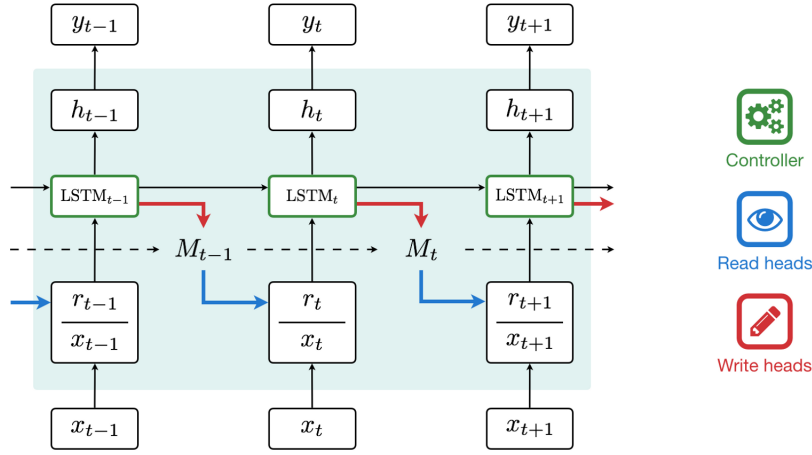 y_{t−1} y_t y_{t+1}
h_{t−1} h_t h_{t+1}
LSTM_{t−1} LSTM_t LSTM_{t+1}
M_{t−1} M_t
r_{t−1} r_t r_{t+1}
x_{t−1} x_t x_{t+1}
x_{t−1} x_t x_{t+1}
Controller
Read heads
Write heads